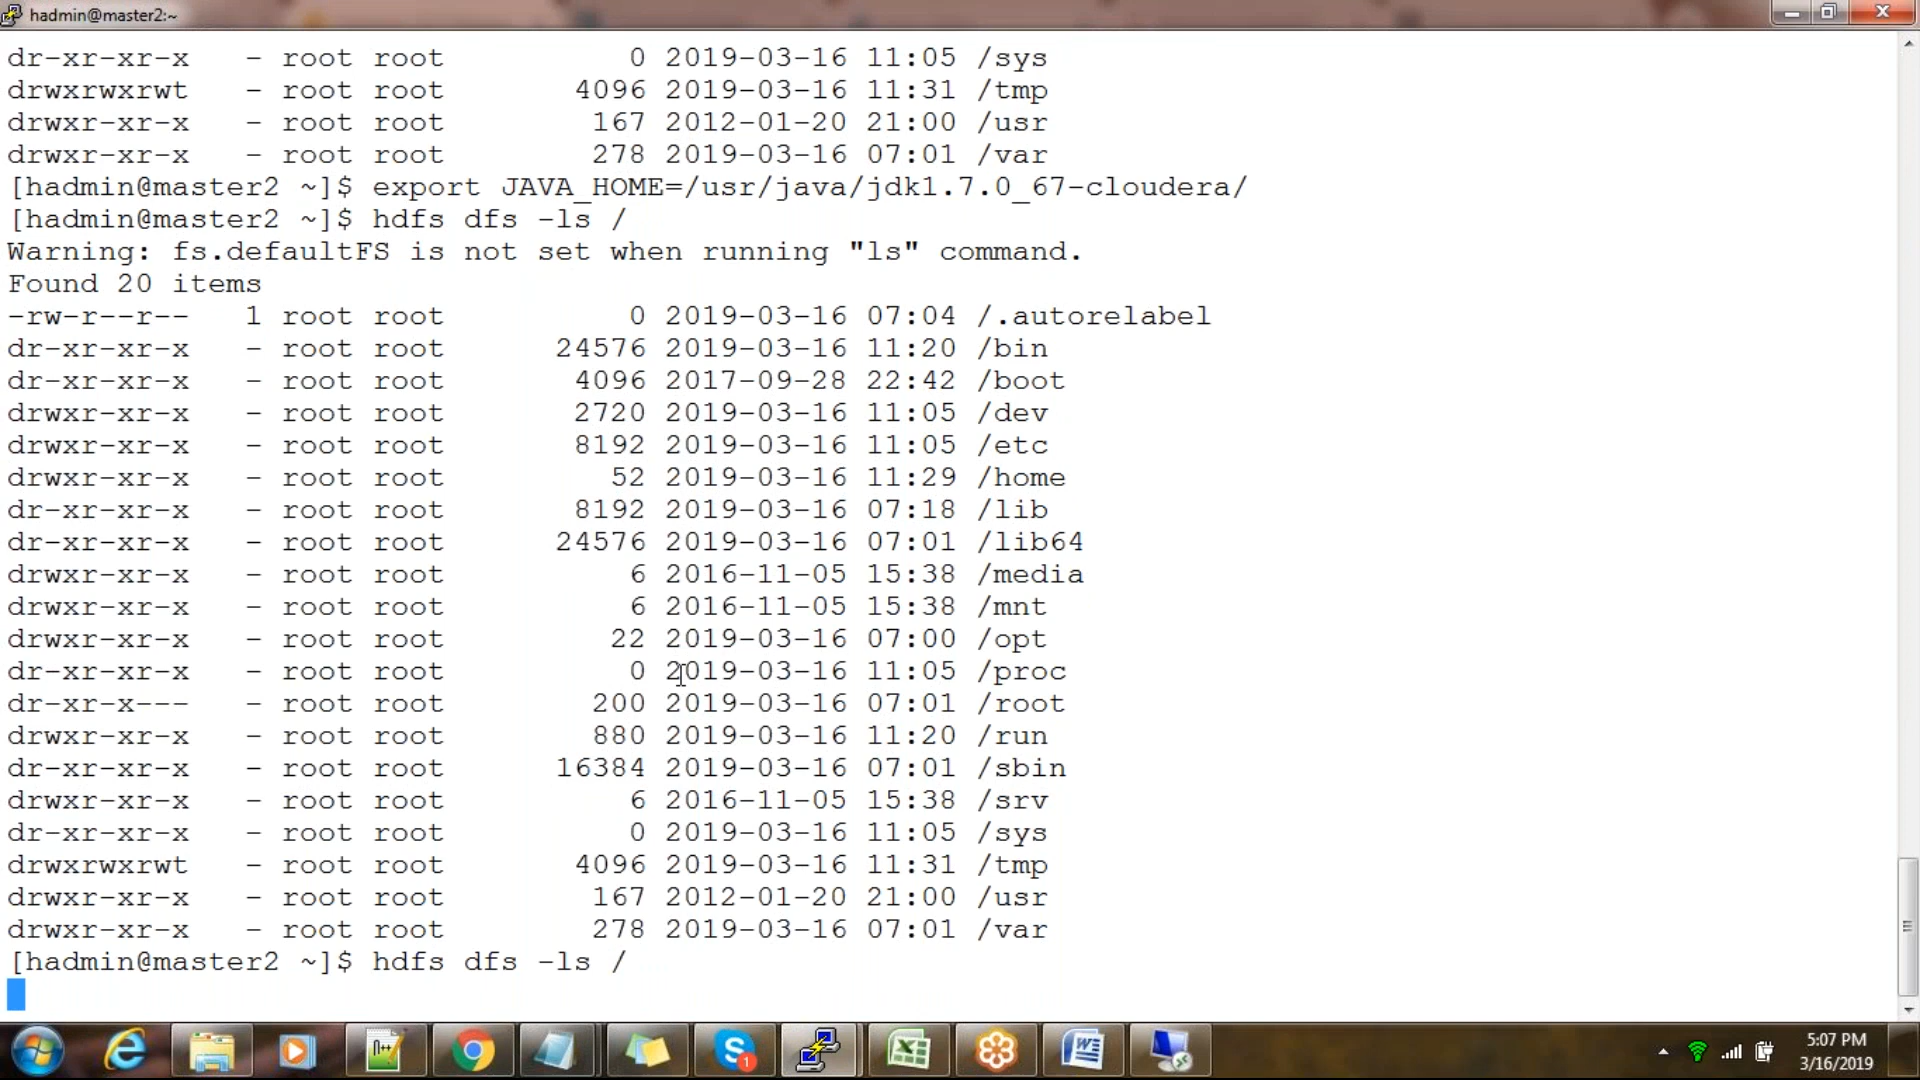 hadmin@master2:~
dr-xr-xr-x   - root root          0 2019-03-16 11:05 /sys
drwxrwxrwt   - root root       4096 2019-03-16 11:31 /tmp
drwxr-xr-x   - root root        167 2012-01-20 21:00 /usr
drwxr-xr-x   - root root        278 2019-03-16 07:01 /var
[hadmin@master2 ~]$ export JAVA_HOME=/usr/java/jdk1.7.0_67-cloudera/
[hadmin@master2 ~]$ hdfs dfs -ls /
Warning: fs.defaultFS is not set when running "ls" command.
Found 20 items
-rw-r--r--   1 root root          0 2019-03-16 07:04 /.autorelabel
dr-xr-xr-x   - root root      24576 2019-03-16 11:20 /bin
dr-xr-xr-x   - root root       4096 2017-09-28 22:42 /boot
drwxr-xr-x   - root root       2720 2019-03-16 11:05 /dev
drwxr-xr-x   - root root       8192 2019-03-16 11:05 /etc
drwxr-xr-x   - root root         52 2019-03-16 11:29 /home
dr-xr-xr-x   - root root       8192 2019-03-16 07:18 /lib
dr-xr-xr-x   - root root      24576 2019-03-16 07:01 /lib64
drwxr-xr-x   - root root          6 2016-11-05 15:38 /media
drwxr-xr-x   - root root          6 2016-11-05 15:38 /mnt
drwxr-xr-x   - root root         22 2019-03-16 07:00 /opt
dr-xr-xr-x   - root root          0 2019-03-16 11:05 /proc
dr-xr-x---   - root root        200 2019-03-16 07:01 /root
drwxr-xr-x   - root root        880 2019-03-16 11:20 /run
dr-xr-xr-x   - root root      16384 2019-03-16 07:01 /sbin
drwxr-xr-x   - root root          6 2016-11-05 15:38 /srv
dr-xr-xr-x   - root root          0 2019-03-16 11:05 /sys
drwxrwxrwt   - root root       4096 2019-03-16 11:31 /tmp
drwxr-xr-x   - root root        167 2012-01-20 21:00 /usr
drwxr-xr-x   - root root        278 2019-03-16 07:01 /var
[hadmin@master2 ~]$ hdfs dfs -ls /
5:07 PM
3/16/2019